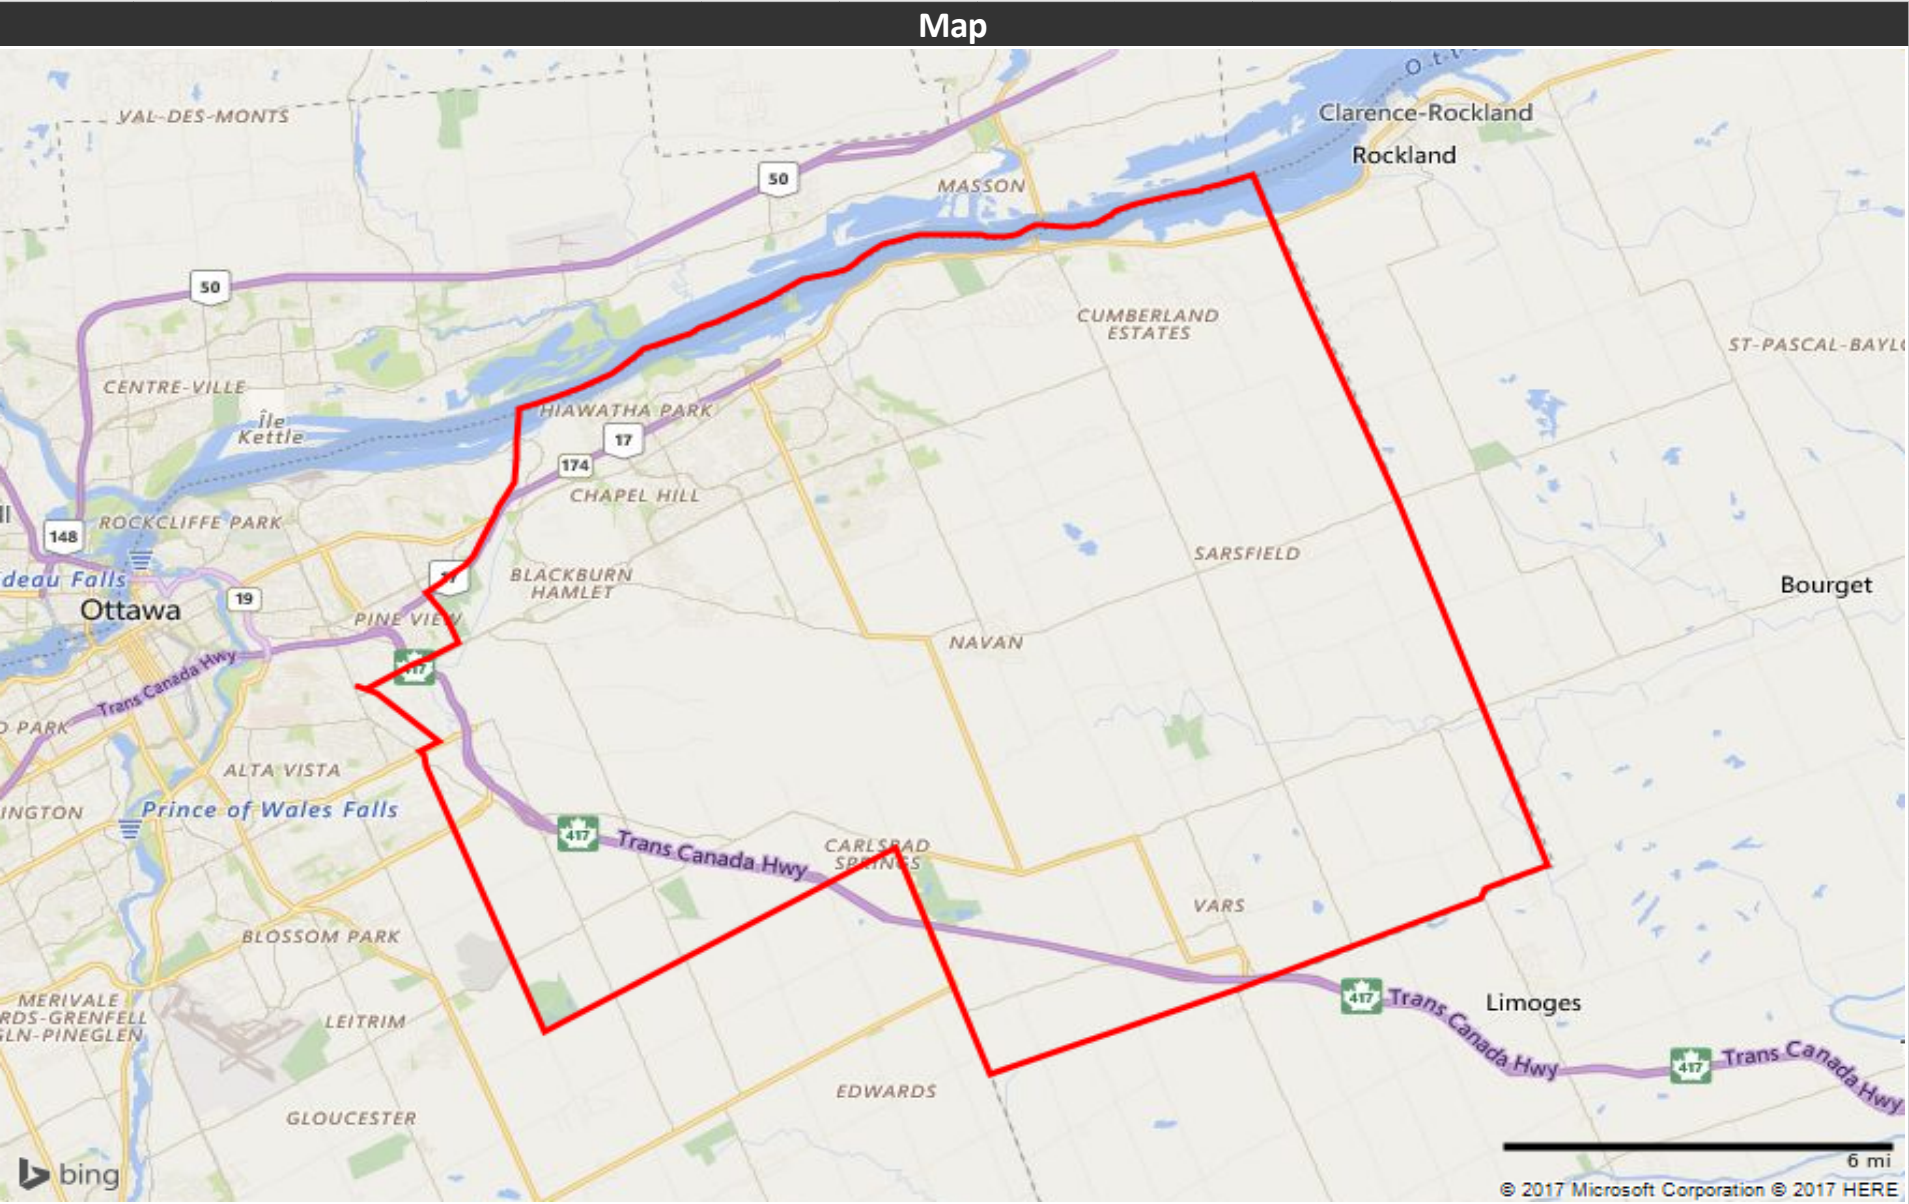 Map
O-t-t
Clarence-Rockland
VAL-DES-MONTS
Rockland
50
MASSON
50
CUMBERLAND
ESTATES
ST-PASCAL-BAYL
CENTRE-VILLE
HIAWATHA PARK
Île
Kettle
17
174
CHAPEL HILL
ROCKCLIFFE PARK
148
SARSFIELD
deau Falls
17
BLACKBURN
HAMLET
Bourget
19
Ottawa
PINE VIEW
NAVAN
417
Trans Canada Hwy
O PARK
ALTA VISTA
INGTON
Prince of Wales Falls
417
Trans Canada Hwy
CARLSBAD
SPRINGS
VARS
BLOSSOM PARK
MERIVALE
RDS-GRENFELL
GLN-PINEGLEN
LEITRIM
417
Trans Canada Hwy
Limoges
417
Trans Canada Hwy
EDWARDS
GLOUCESTER
6 mi
bing
© 2017 Microsoft Corporation © 2017 HERE